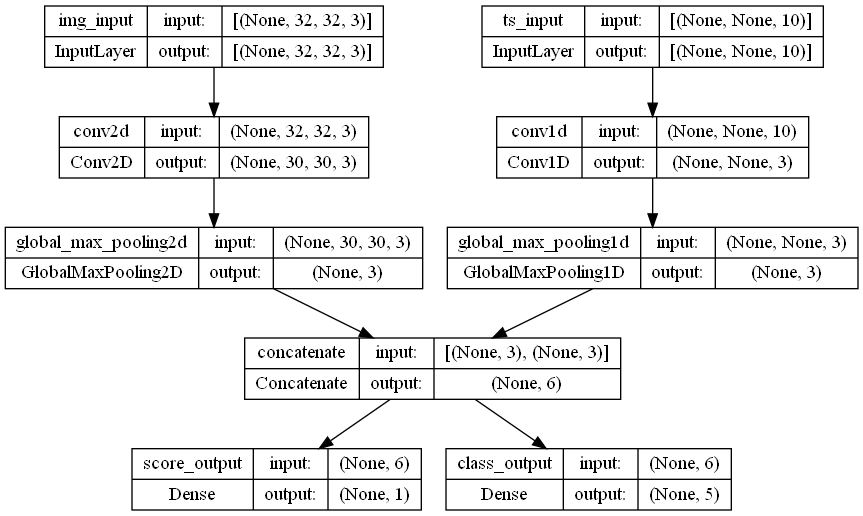 img_input input: [(None, 32, 32, 3)]
InputLayer output: [(None, 32, 32, 3)]
ts_input input: [(None, None, 10)]
InputLayer output: [(None, None, 10)]
conv2d input: (None, 32, 32, 3)
Conv2D output: (None, 30, 30, 3)
conv1d input: (None, None, 10)
Conv1D output: (None, None, 3)
global_max_pooling2d input: (None, 30, 30, 3)
GlobalMaxPooling2D output: (None, 3)
global_max_pooling1d input: (None, None, 3)
GlobalMaxPooling1D output: (None, 3)
concatenate input: [(None, 3), (None, 3)]
Concatenate output: (None, 6)
score_output input: (None, 6)
Dense output: (None, 1)
class_output input: (None, 6)
Dense output: (None, 5)